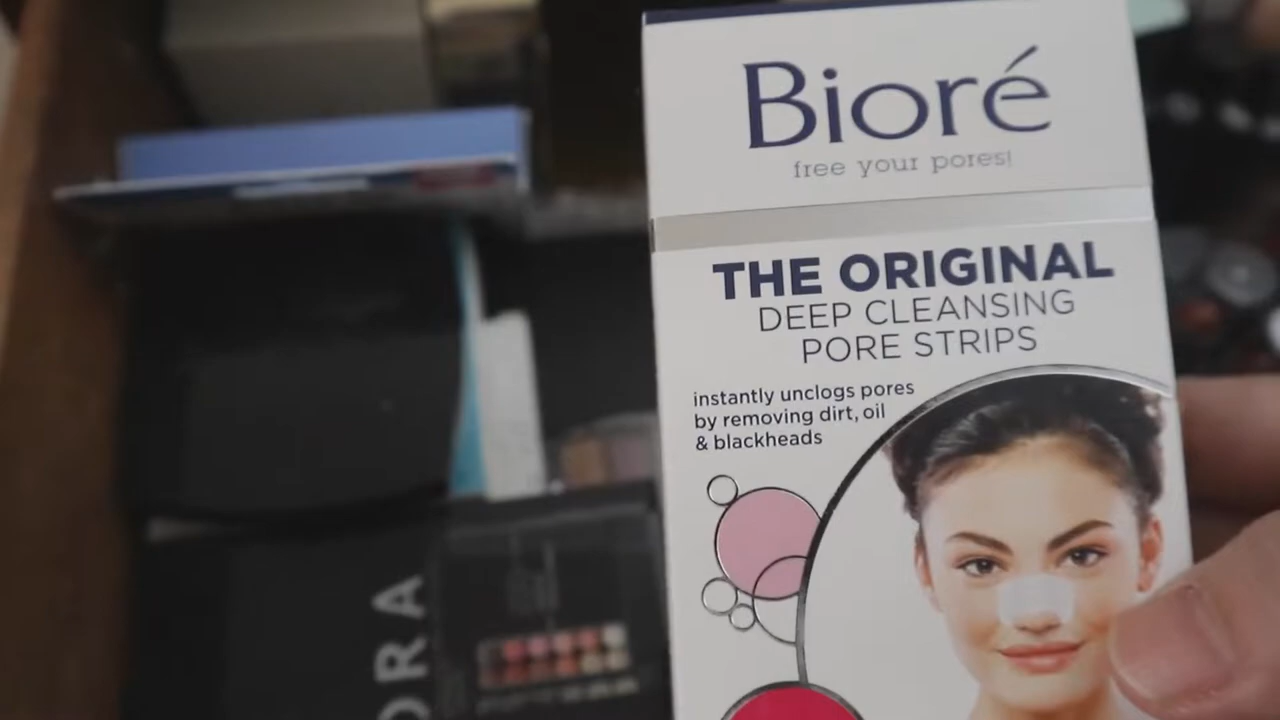 Bioré
free your pores!
THE ORIGINAL
DEEP CLEANSING
PORE STRIPS
instantly unclogs pores
by removing dirt, oil
& blackheads
ORA